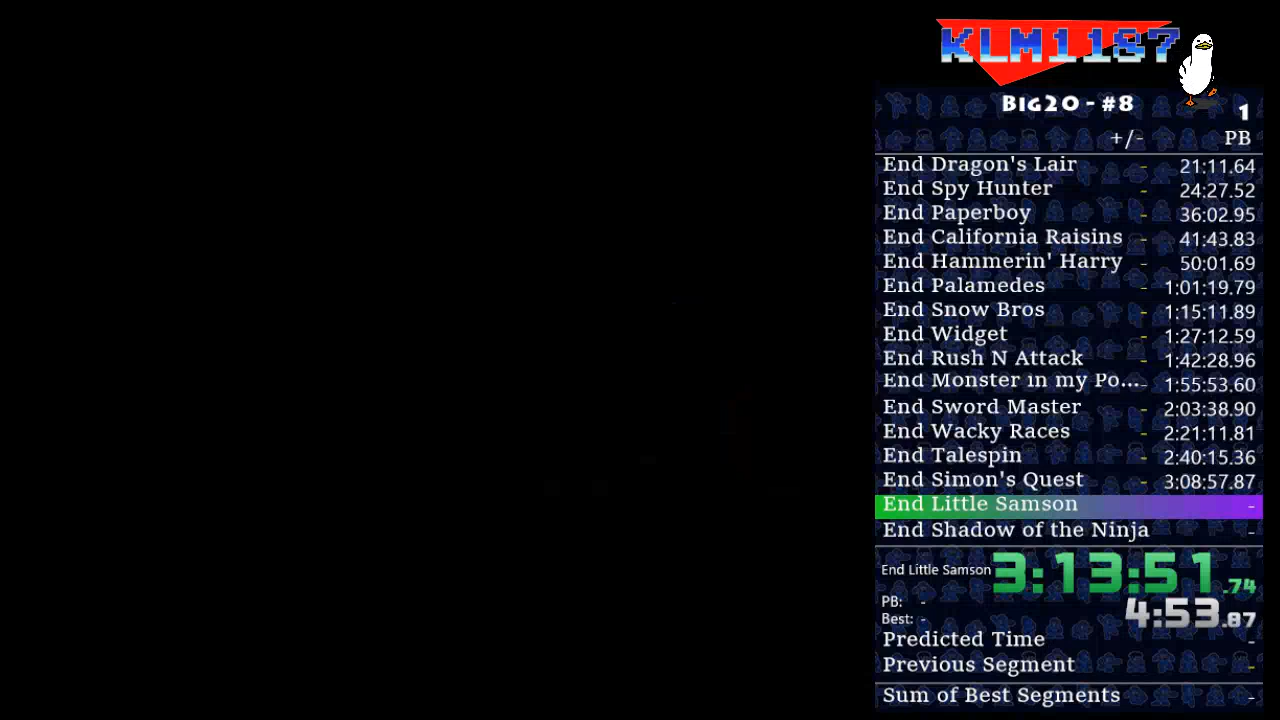 KLM1187
Big20 - #8 1
+/- PB
End Dragon's Lair - 21:11.64
End Spy Hunter - 24:27.52
End Paperboy - 36:02.95
End California Raisins - 41:43.83
End Hammerin' Harry - 50:01.69
End Palamedes - 1:01:19.79
End Snow Bros - 1:15:11.89
End Widget - 1:27:12.59
End Rush N Attack - 1:42:28.96
End Monster in my Po... - 1:55:53.60
End Sword Master - 2:03:38.90
End Wacky Races - 2:21:11.81
End Talespin - 2:40:15.36
End Simon's Quest - 3:08:57.87
End Little Samson -
End Shadow of the Ninja -
End Little Samson 3:13:51.74
PB: - 4:53.87
Best: -
Predicted Time -
Previous Segment -
Sum of Best Segments -